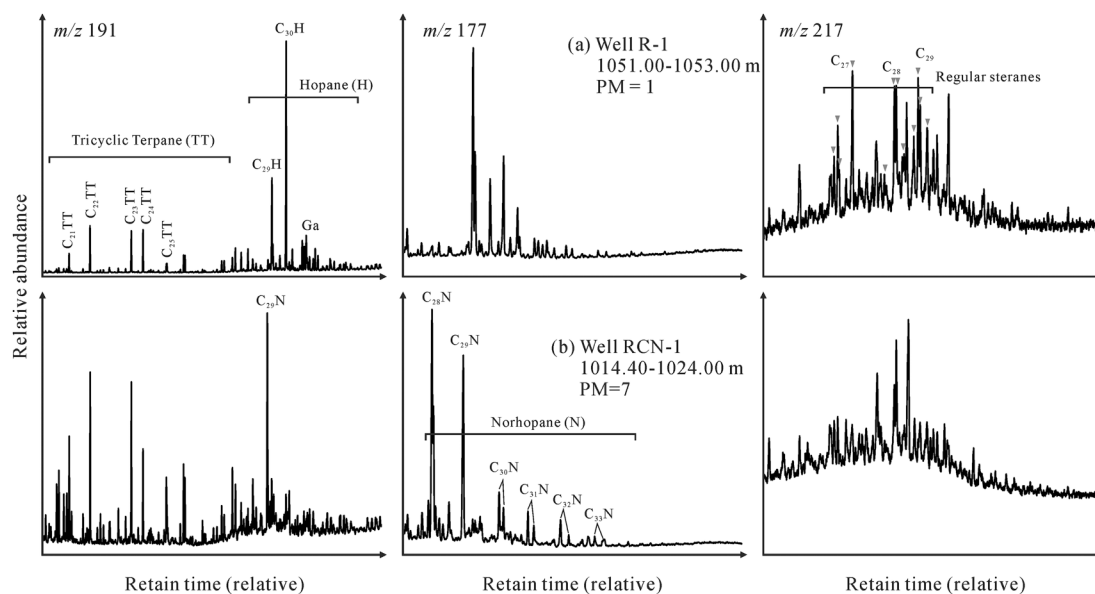 m/z 191
C₃₀H
Hopane (H)
Tricyclic Terpane (TT)
C₂₉H
C₂₁TT
C₂₂TT
C₂₃TT
C₂₄TT
C₂₅TT
Ga
m/z 177
(a) Well R-1
1051.00-1053.00 m
PM = 1
m/z 217
C₂₇
C₂₈
C₂₉
Regular steranes
Relative abundance
C₂₉N
C₂₈N
C₂₉N
(b) Well RCN-1
1014.40-1024.00 m
PM=7
Norhopane (N)
C₃₀N
C₃₁N
C₃₂N
C₃₃N
Retain time (relative)
Retain time (relative)
Retain time (relative)